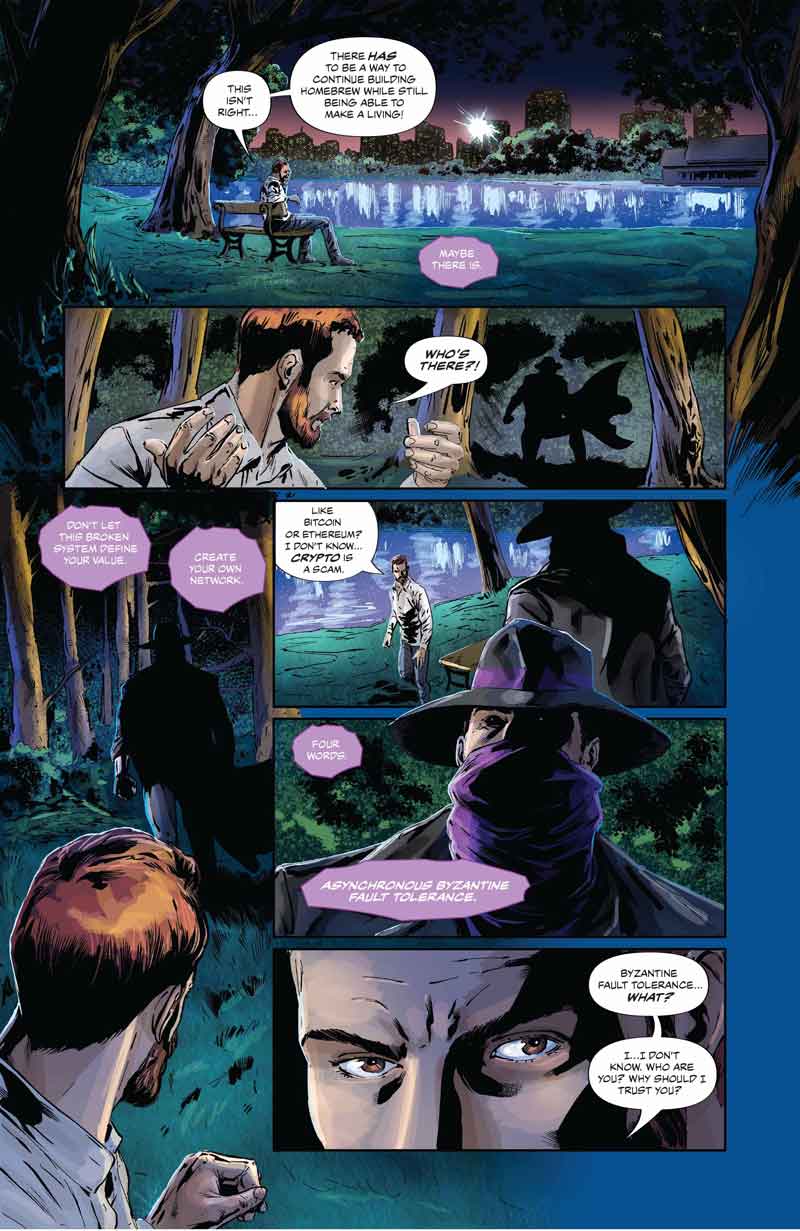 THIS
ISN'T
RIGHT...
THERE HAS
TO BE A WAY TO
CONTINUE BUILDING
HOMEBREW WHILE STILL
BEING ABLE TO
MAKE A LIVING!
MAYBE
THERE IS.
WHO'S
THERE?!
DON'T LET
THIS BROKEN
SYSTEM DEFINE
YOUR VALUE.
CREATE
YOUR OWN
NETWORK.
LIKE
BITCOIN
OR ETHEREUM?
I DON'T KNOW...
CRYPTO IS
A SCAM.
FOUR
WORDS.
ASYNCHRONOUS BYZANTINE
FAULT TOLERANCE.
BYZANTINE
FAULT TOLERANCE...
WHAT?
I...I DON'T
KNOW. WHO ARE
YOU? WHY SHOULD I
TRUST YOU?